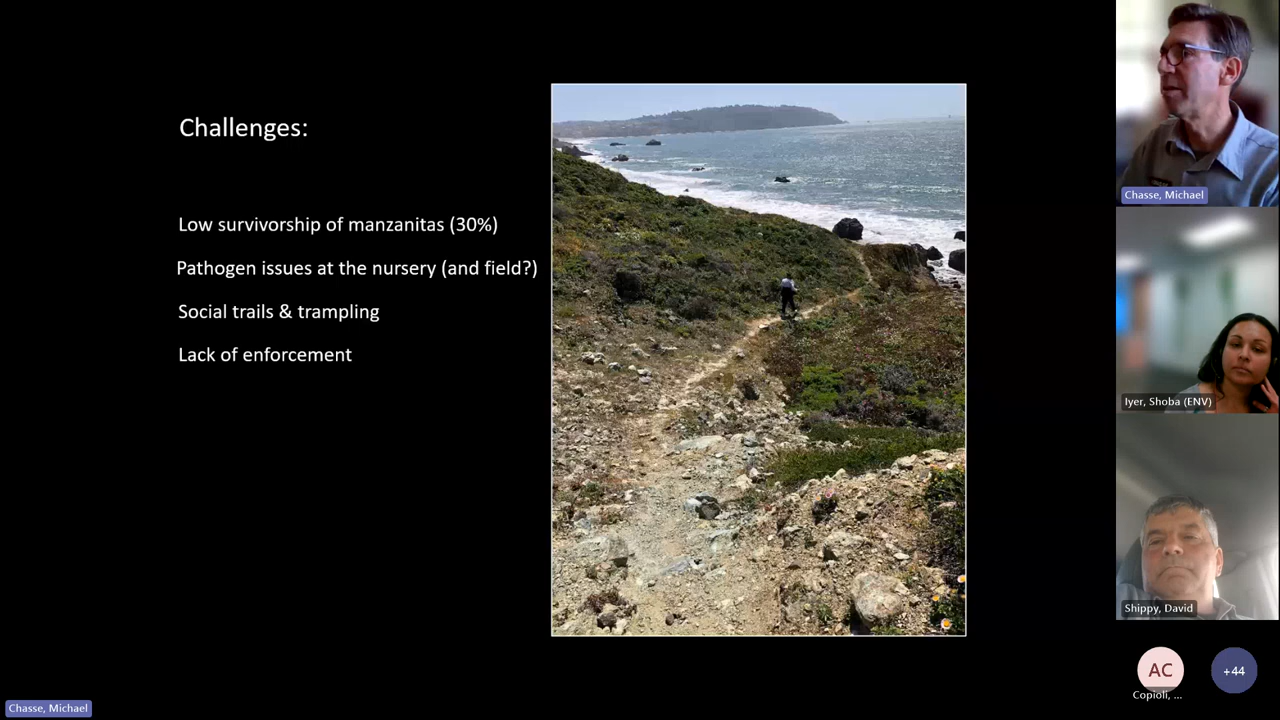 Challenges:
Low survivorship of manzanitas (30%)
Pathogen issues at the nursery (and field?)
Social trails & trampling
Lack of enforcement
Chasse, Michael
Iyer, Shoba (ENV)
Shippy, David
AC
+44
Copioli, ...
Chasse, Michael